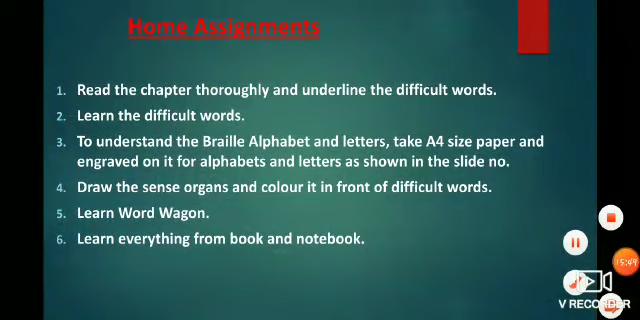 Home Assignments
1. Read the chapter thoroughly and underline the difficult words.
2. Learn the difficult words.
3. To understand the Braille Alphabet and letters, take A4 size paper and
engraved on it for alphabets and letters as shown in the slide no.
4. Draw the sense organs and colour it in front of difficult words.
5. Learn Word Wagon.
6. Learn everything from book and notebook.
15:49
V RECORDER